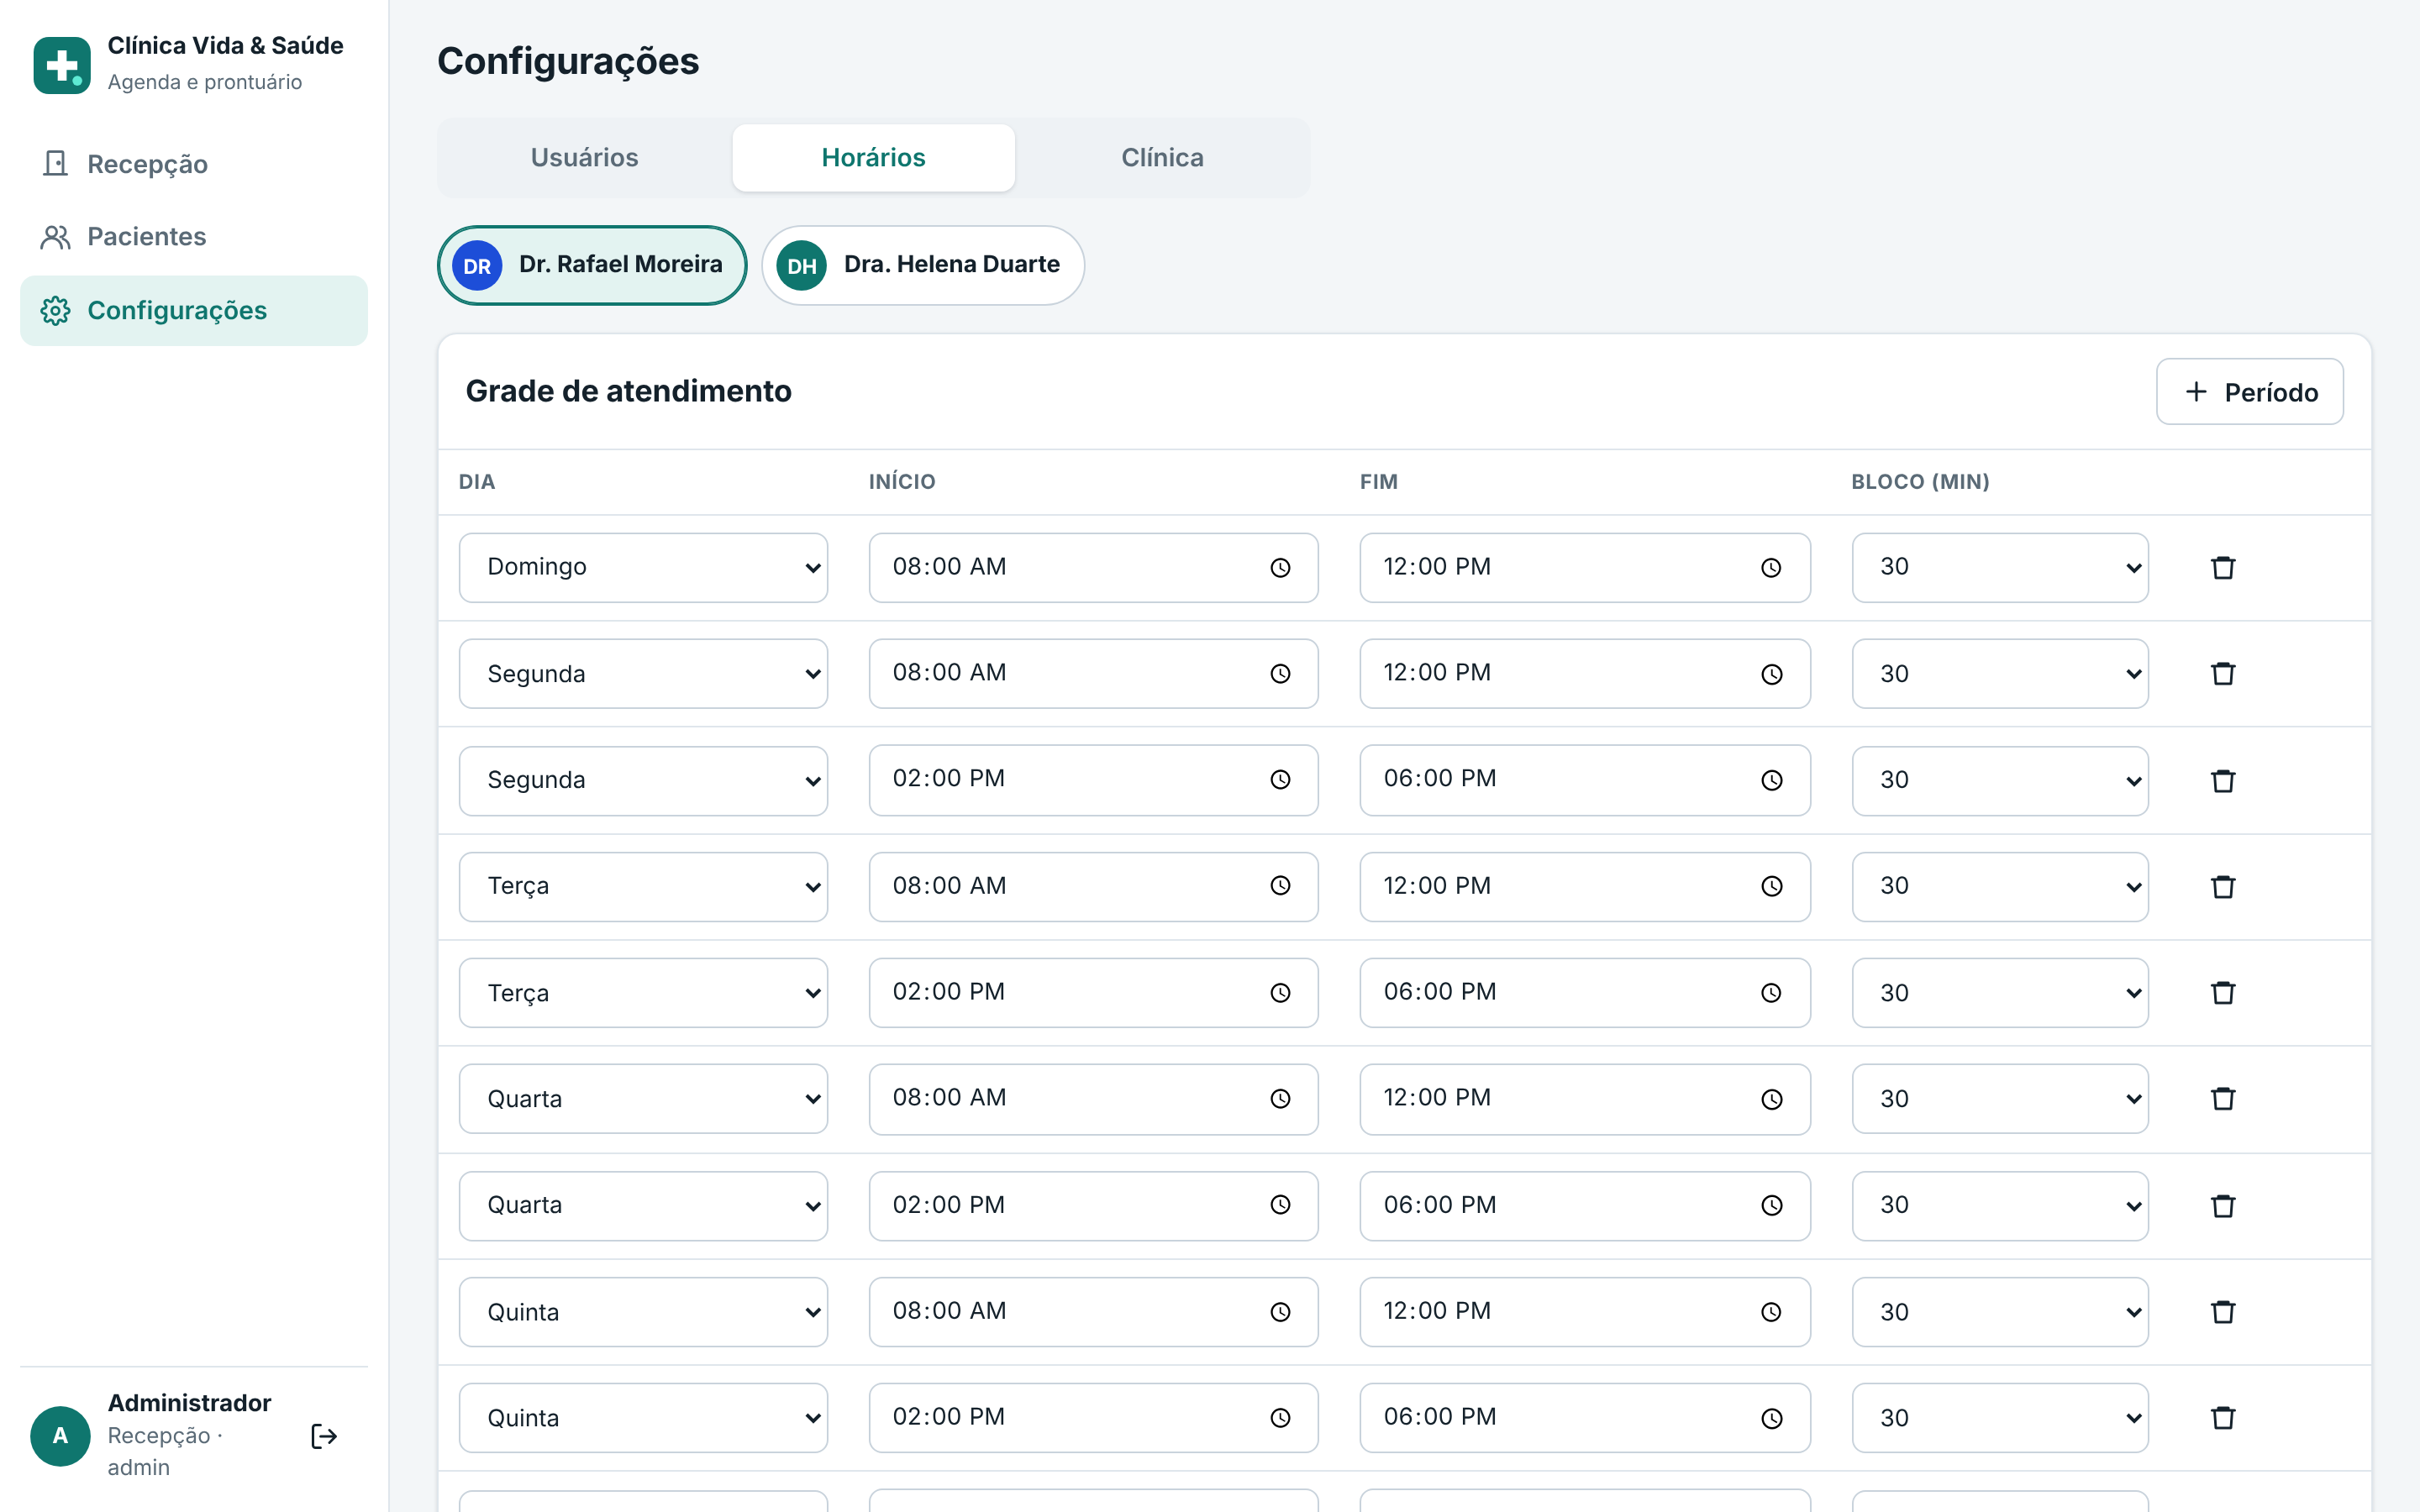 Clínica Vida & Saúde
Agenda e prontuário
Recepção
Pacientes
Configurações
Administrador
A
Recepção ·
admin
Configurações
Usuários Horários Clínica
DR Dr. Rafael Moreira DH Dra. Helena Duarte
Grade de atendimento + Período
DIA INÍCIO FIM BLOCO (MIN)
Domingo 08:00 AM 12:00 PM 30
Segunda 08:00 AM 12:00 PM 30
Segunda 02:00 PM 06:00 PM 30
Terça 08:00 AM 12:00 PM 30
Terça 02:00 PM 06:00 PM 30
Quarta 08:00 AM 12:00 PM 30
Quarta 02:00 PM 06:00 PM 30
Quinta 08:00 AM 12:00 PM 30
Quinta 02:00 PM 06:00 PM 30